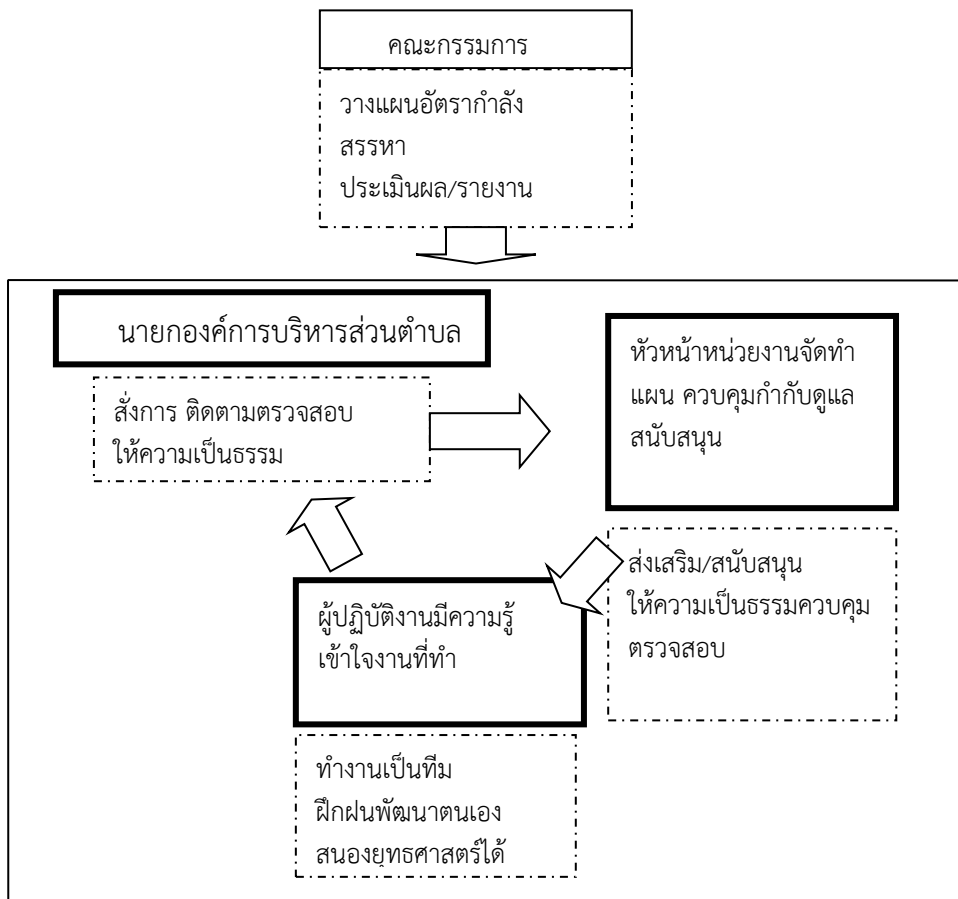 คณะกรรมการ
วางแผนอัตรากำลัง
สรรหา
ประเมินผล/รายงาน
นายกองค์การบริหารส่วนตำบล
สั่งการ ติดตามตรวจสอบ
ให้ความเป็นธรรม
หัวหน้าหน่วยงานจัดทำ
แผน ควบคุมกำกับดูแล
สนับสนุน
ส่งเสริม/สนับสนุน
ให้ความเป็นธรรมควบคุม
ตรวจสอบ
ผู้ปฏิบัติงานมีความรู้
เข้าใจงานที่ทำ
ทำงานเป็นทีม
ฝึกฝนพัฒนาตนเอง
สนองยุทธศาสตร์ได้